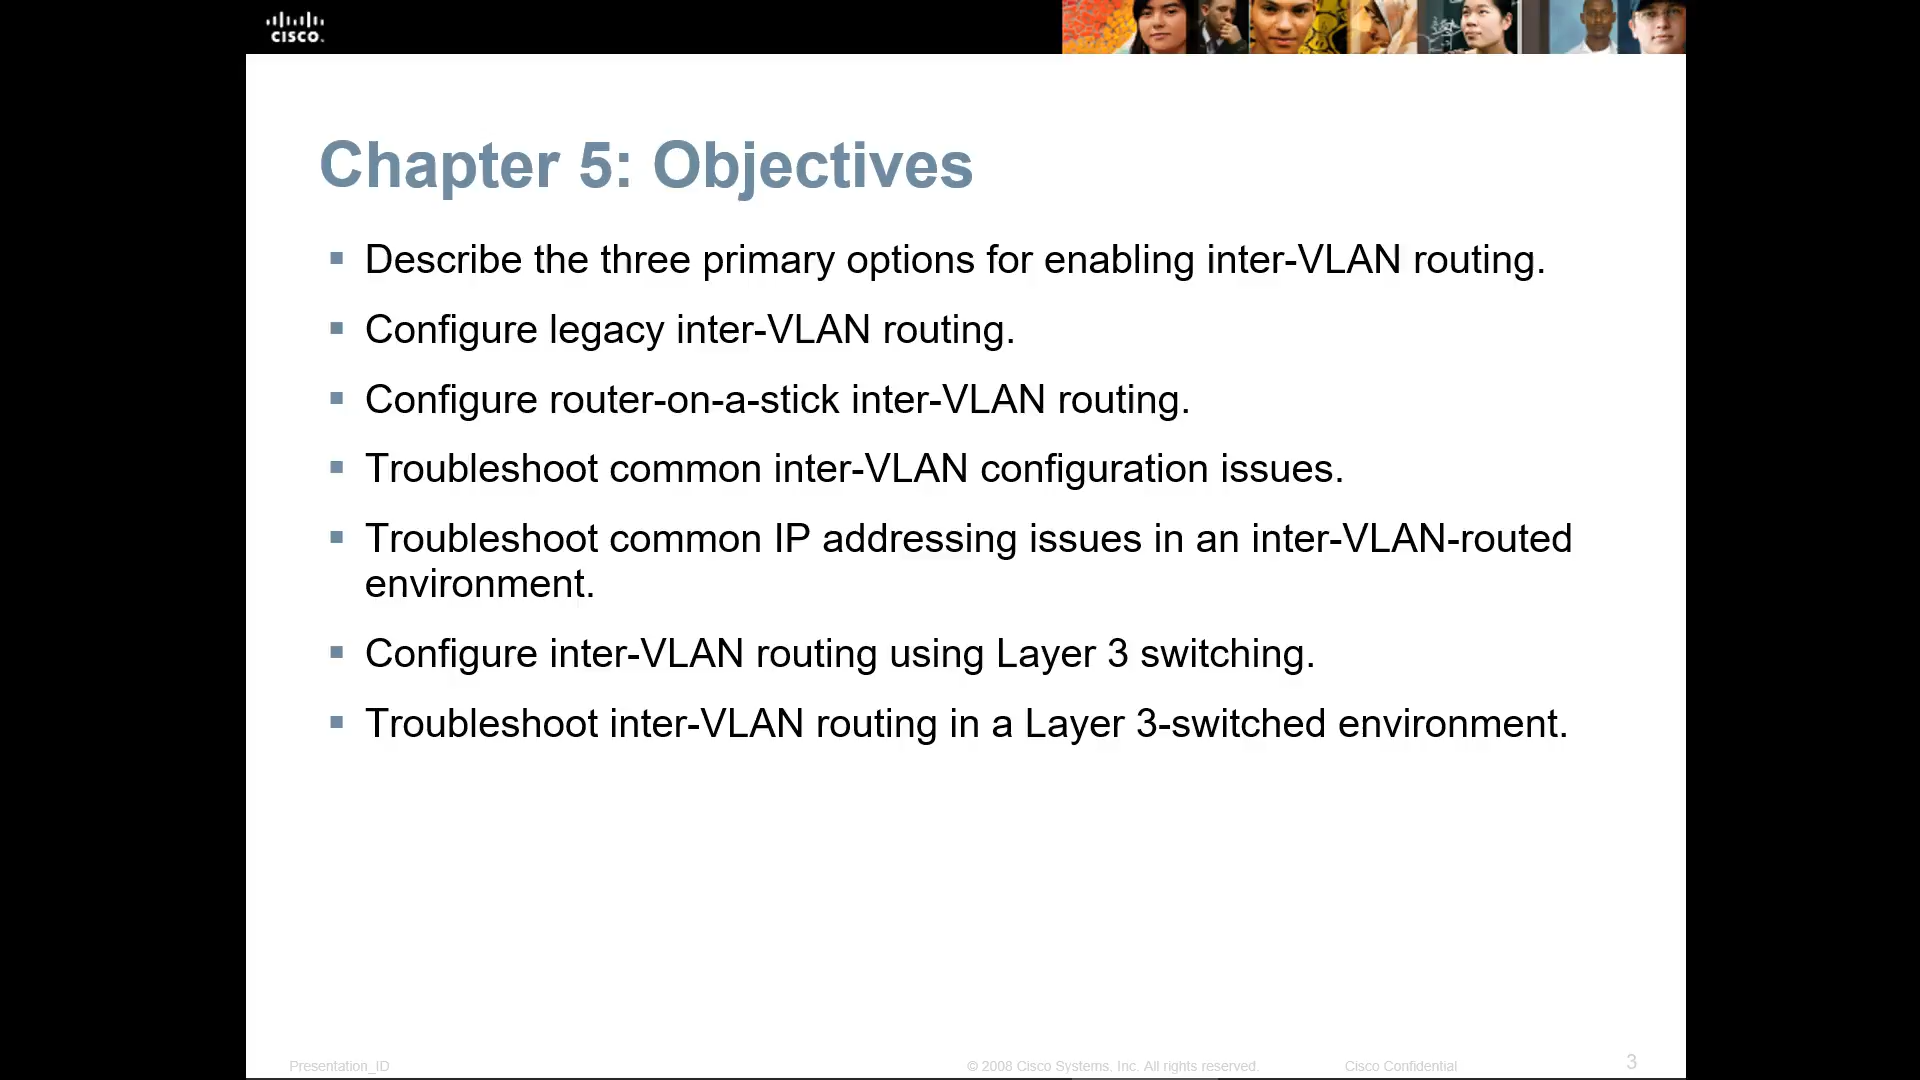 CISCO
Chapter 5: Objectives
Describe the three primary options for enabling inter-VLAN routing.
Configure legacy inter-VLAN routing.
Configure router-on-a-stick inter-VLAN routing.
Troubleshoot common inter-VLAN configuration issues.
Troubleshoot common IP addressing issues in an inter-VLAN-routed
environment.
Configure inter-VLAN routing using Layer 3 switching.
Troubleshoot inter-VLAN routing in a Layer 3-switched environment.
Presentation_ID
© 2008 Cisco Systems, Inc. All rights reserved.
Cisco Confidential
3